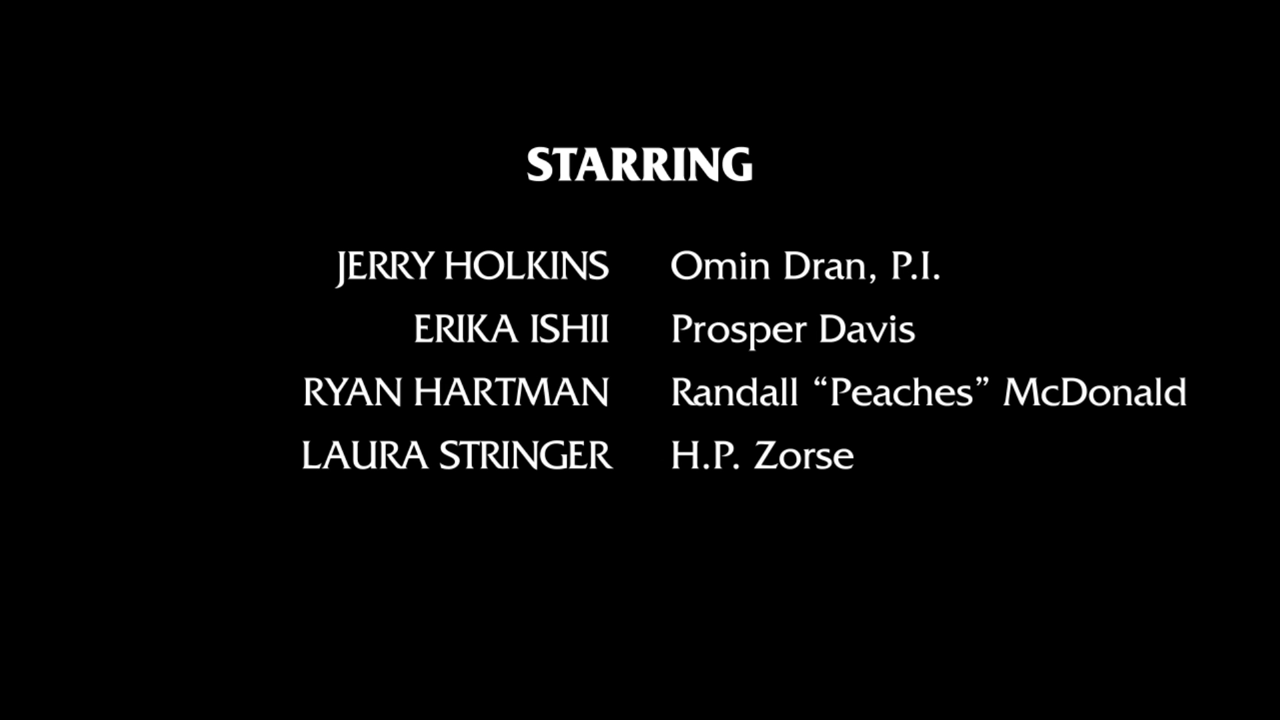 STARRING
JERRY HOLKINS Omin Dran, P.I.
ERIKA ISHII Prosper Davis
RYAN HARTMAN Randall “Peaches” McDonald
LAURA STRINGER H.P. Zorse